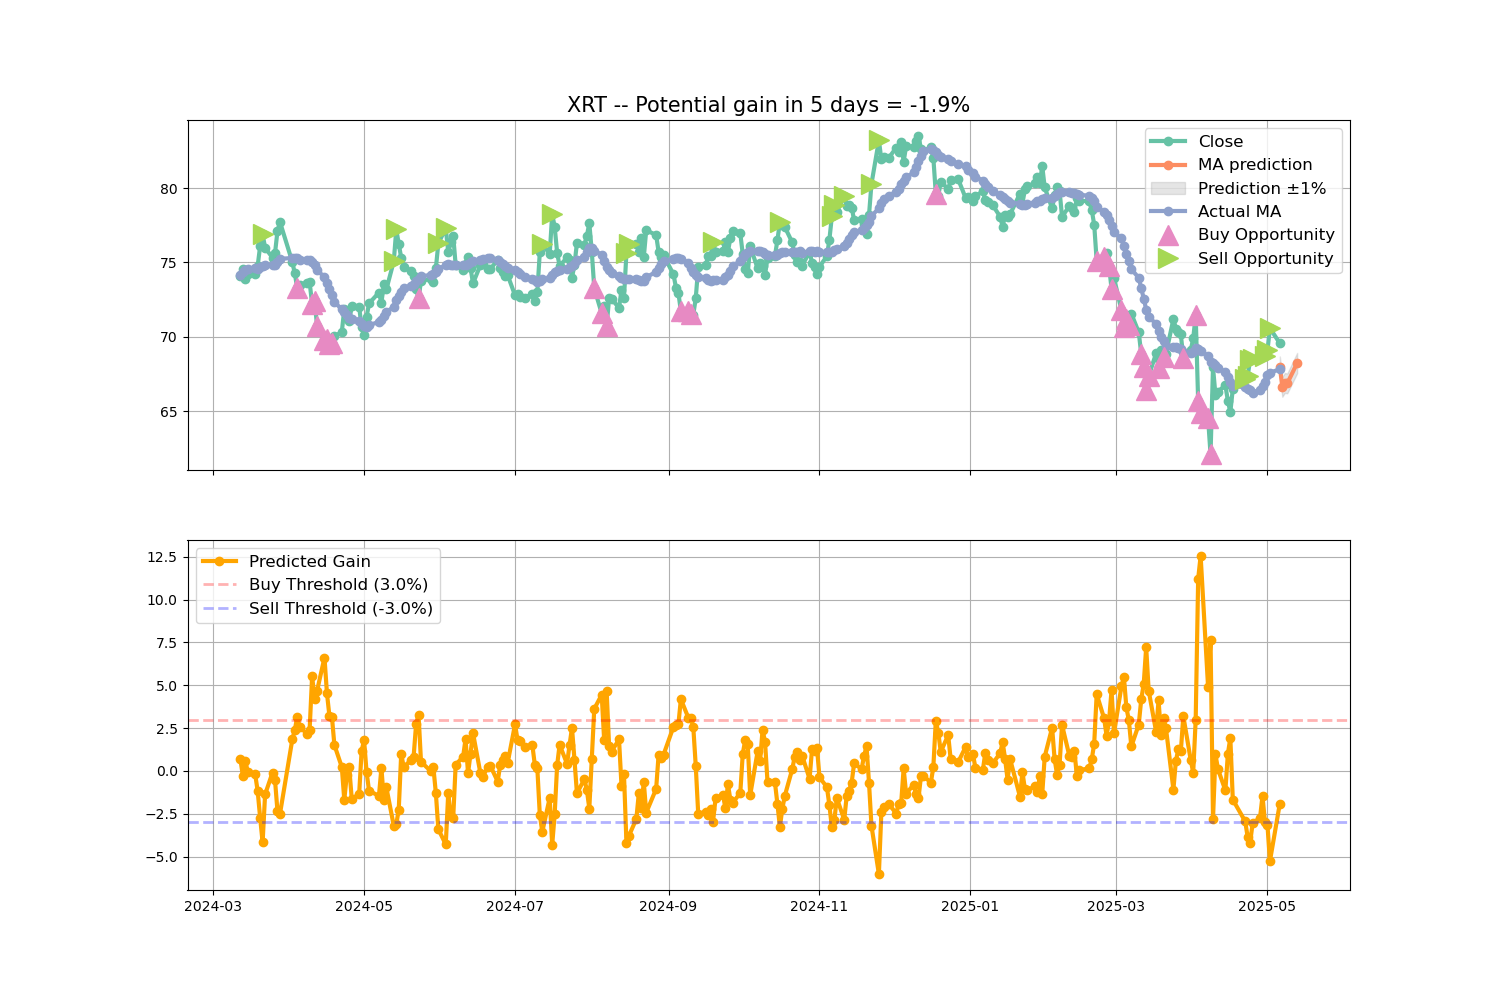 XRT -- Potential gain in 5 days = -1.9%
Close
MA prediction
Prediction ±1%
Actual MA
Buy Opportunity
Sell Opportunity
80
75
70
65
Predicted Gain
Buy Threshold (3.0%)
Sell Threshold (-3.0%)
12.5
10.0
7.5
5.0
2.5
0.0
−2.5
−5.0
2024-03 2024-05 2024-07 2024-09 2024-11 2025-01 2025-03 2025-05